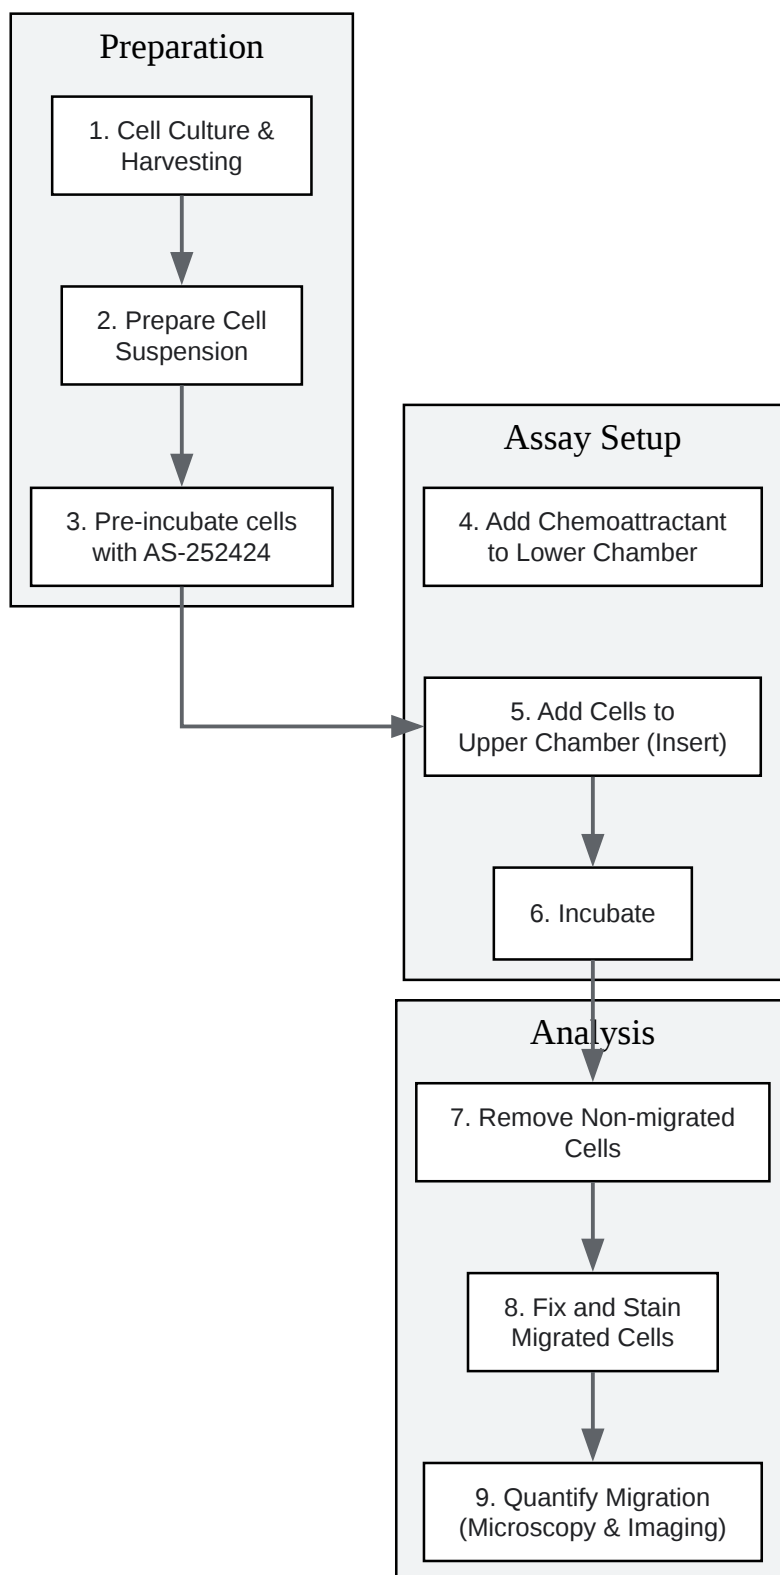 Preparation
1. Cell Culture &
Harvesting
2. Prepare Cell
Suspension
3. Pre-incubate cells
with AS-252424
Assay Setup
4. Add Chemoattractant
to Lower Chamber
5. Add Cells to
Upper Chamber (Insert)
6. Incubate
Analysis
7. Remove Non-migrated
Cells
8. Fix and Stain
Migrated Cells
9. Quantify Migration
(Microscopy & Imaging)